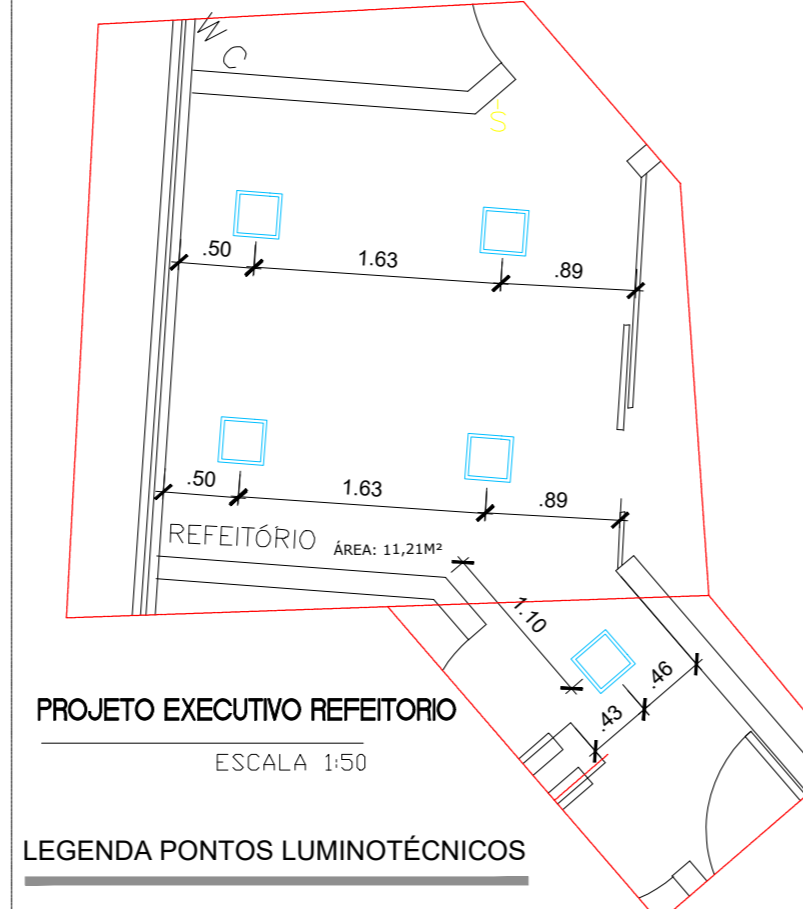 WC
S
.50 1.63 .89
.50 1.63 .89
REFEITÓRIO ÁREA: 11,21M²
1.10
.46
.43
PROJETO EXECUTIVO REFEITORIO
ESCALA 1:50
LEGENDA PONTOS LUMINOTÉCNICOS